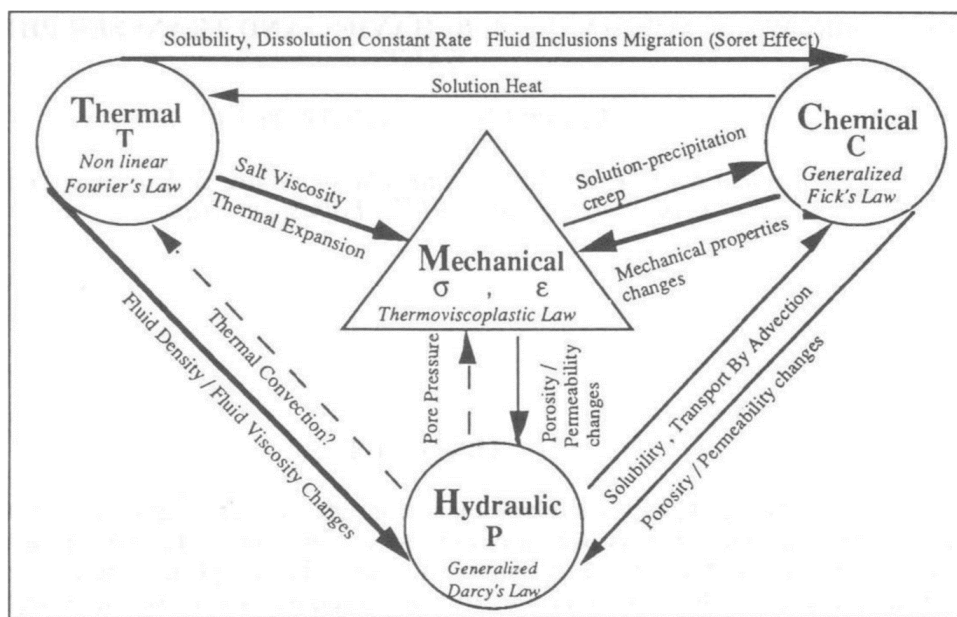 Solubility, Dissolution Contant Rate Fluid Inclusions Migration (Soret Effect)
Solution Heat
Thermal
T
Non linear
Fourier's Law
Chemical
C
Generalized
Fick's Law
Salt Viscosity
Thermal Expansion
Solution-precipitation
creep
Mechanical properties
changes
Mechanical
σ , ε
Thermoviscoplastic Law
Fluid Density / Fluid Viscosity Changes
Thermal Convection?
Pore Pressure
Porosity /
Permeability
changes
Solubility , Transport By Advection
Porosity / Permeability changes
Hydraulic
P
Generalized
Darcy's Law